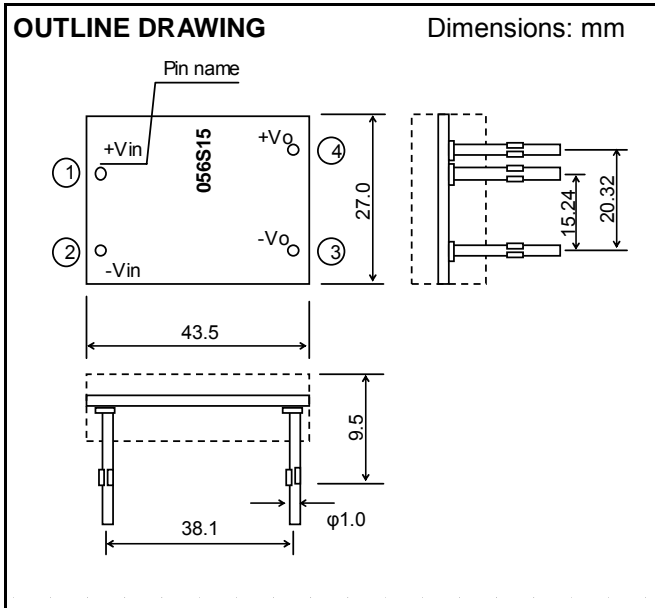 OUTLINE DRAWING
Dimensions: mm
Pin name
+Vin
056S15
+Vo
1
4
27.0
15.24
20.32
2
-Vin
-Vo
3
43.5
9.5
38.1
φ1.0